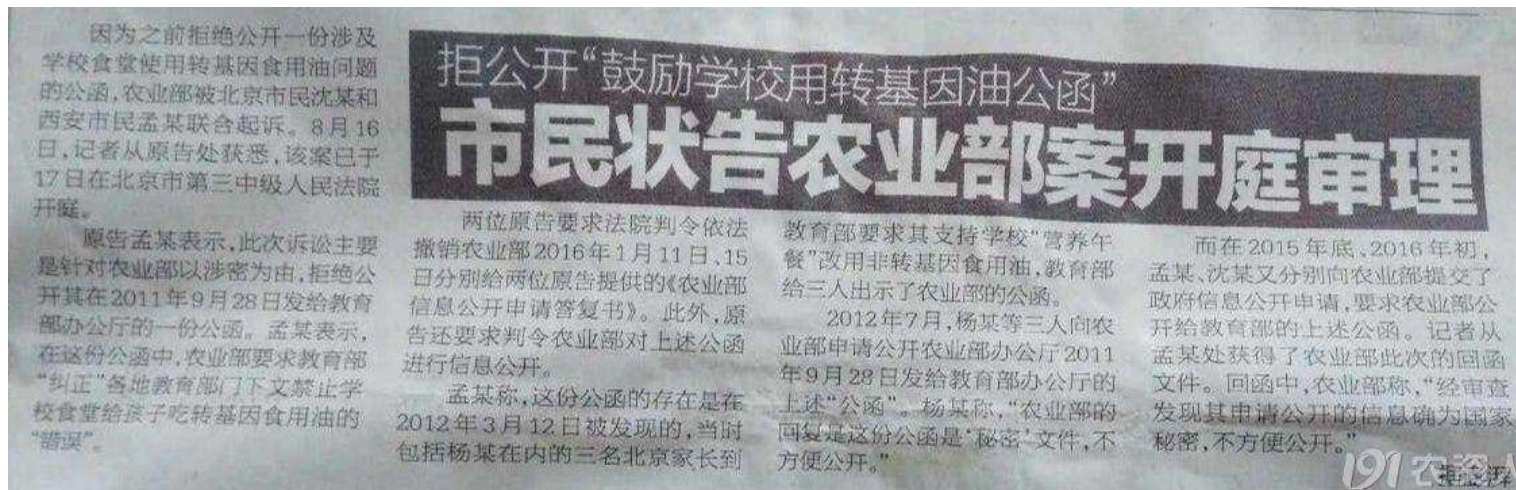 拒公开“鼓励学校用转基因油公函”
市民状告农业部案开庭审理
因为之前拒绝公开一份涉及
学校食堂使用转基因食用油问题
的公函,农业部被北京市民沈某和
西安市民孟某联合起诉。8月16
日,记者从原告处获悉,该案已于
17日在北京市第三中级人民法院
开庭。
原告孟某表示,此次诉讼主要
是针对农业部以涉密为由,拒绝公
开其在2011年9月28日发给教育
部办公厅的一份公函。孟某表示,
在这份公函中,农业部要求教育部
“纠正”各地教育部门下文禁止学
校食堂给孩子吃转基因食用油的
“错误”。
两位原告要求法院判令依法
撤销农业部2016年1月11日、15
日分别给两位原告提供的《农业部
信息公开申请答复书》。此外,原
告还要求判令农业部对上述公函
进行信息公开。
孟某称,这份公函的存在是在
2012年3月12日被发现的,当时
包括杨某在内的三名北京家长到
教育部要求其支持学校“营养午
餐”改用非转基因食用油,教育部
给三人出示了农业部的公函。
2012年7月,杨某等三人向农
业部申请公开农业部办公厅2011
年9月28日发给教育部办公厅的
上述“公函”。杨某称,“农业部的
回复是这份公函是‘秘密’文件,不
方便公开。”
而在2015年底、2016年初,
孟某、沈某又分别向农业部提交了
政府信息公开申请,要求农业部公
开给教育部的上述公函。记者从
孟某处获得了农业部此次的回函
文件。回函中,农业部称,“经审查
发现其申请公开的信息确为国家
秘密,不方便公开。”
191农资人